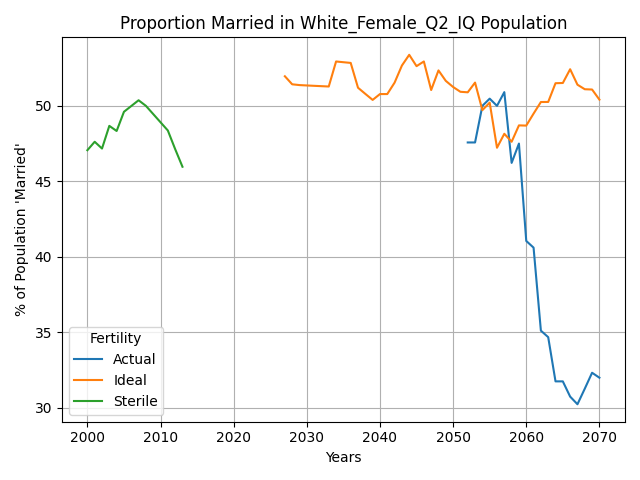 Proportion Married in White_Female_Q2_IQ Population
% of Population 'Married'
50
45
40
35
30
Fertility
Actual
Ideal
Sterile
2000 2010 2020 2030 2040 2050 2060 2070
Years